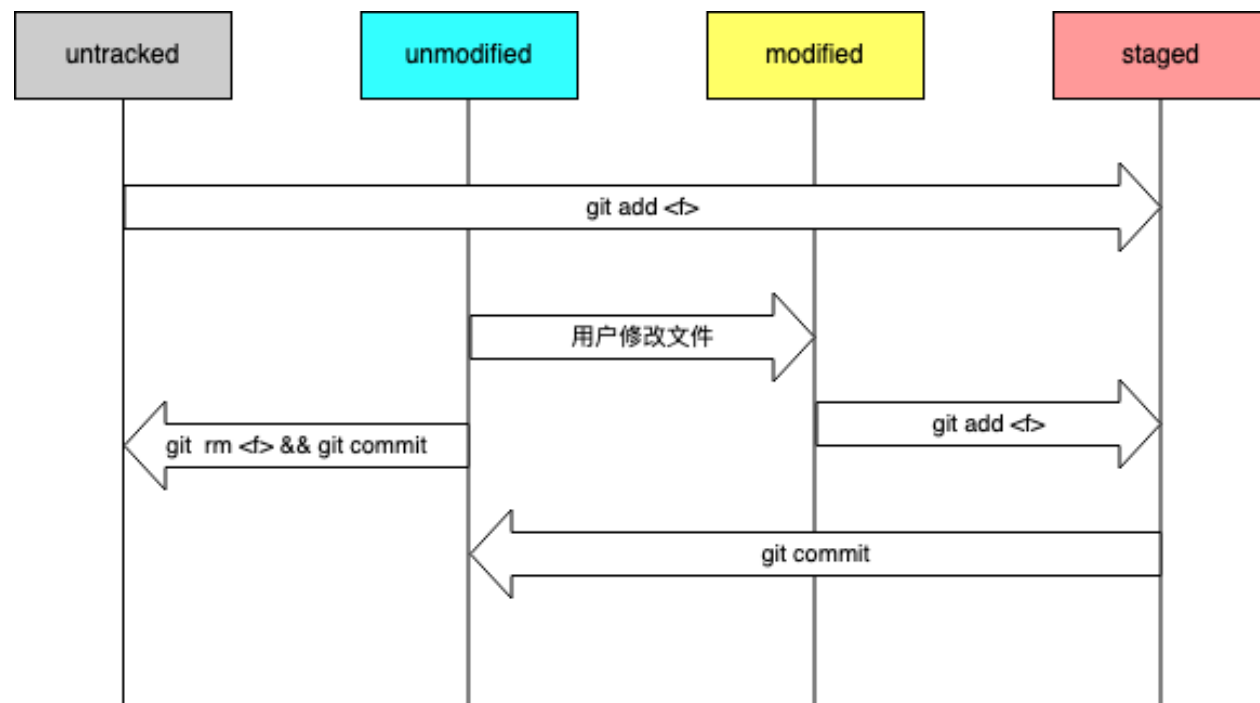 untracked
unmodified
modified
staged
git add <f>
用户修改文件
git add <f>
git  rm <f> && git commit
git commit